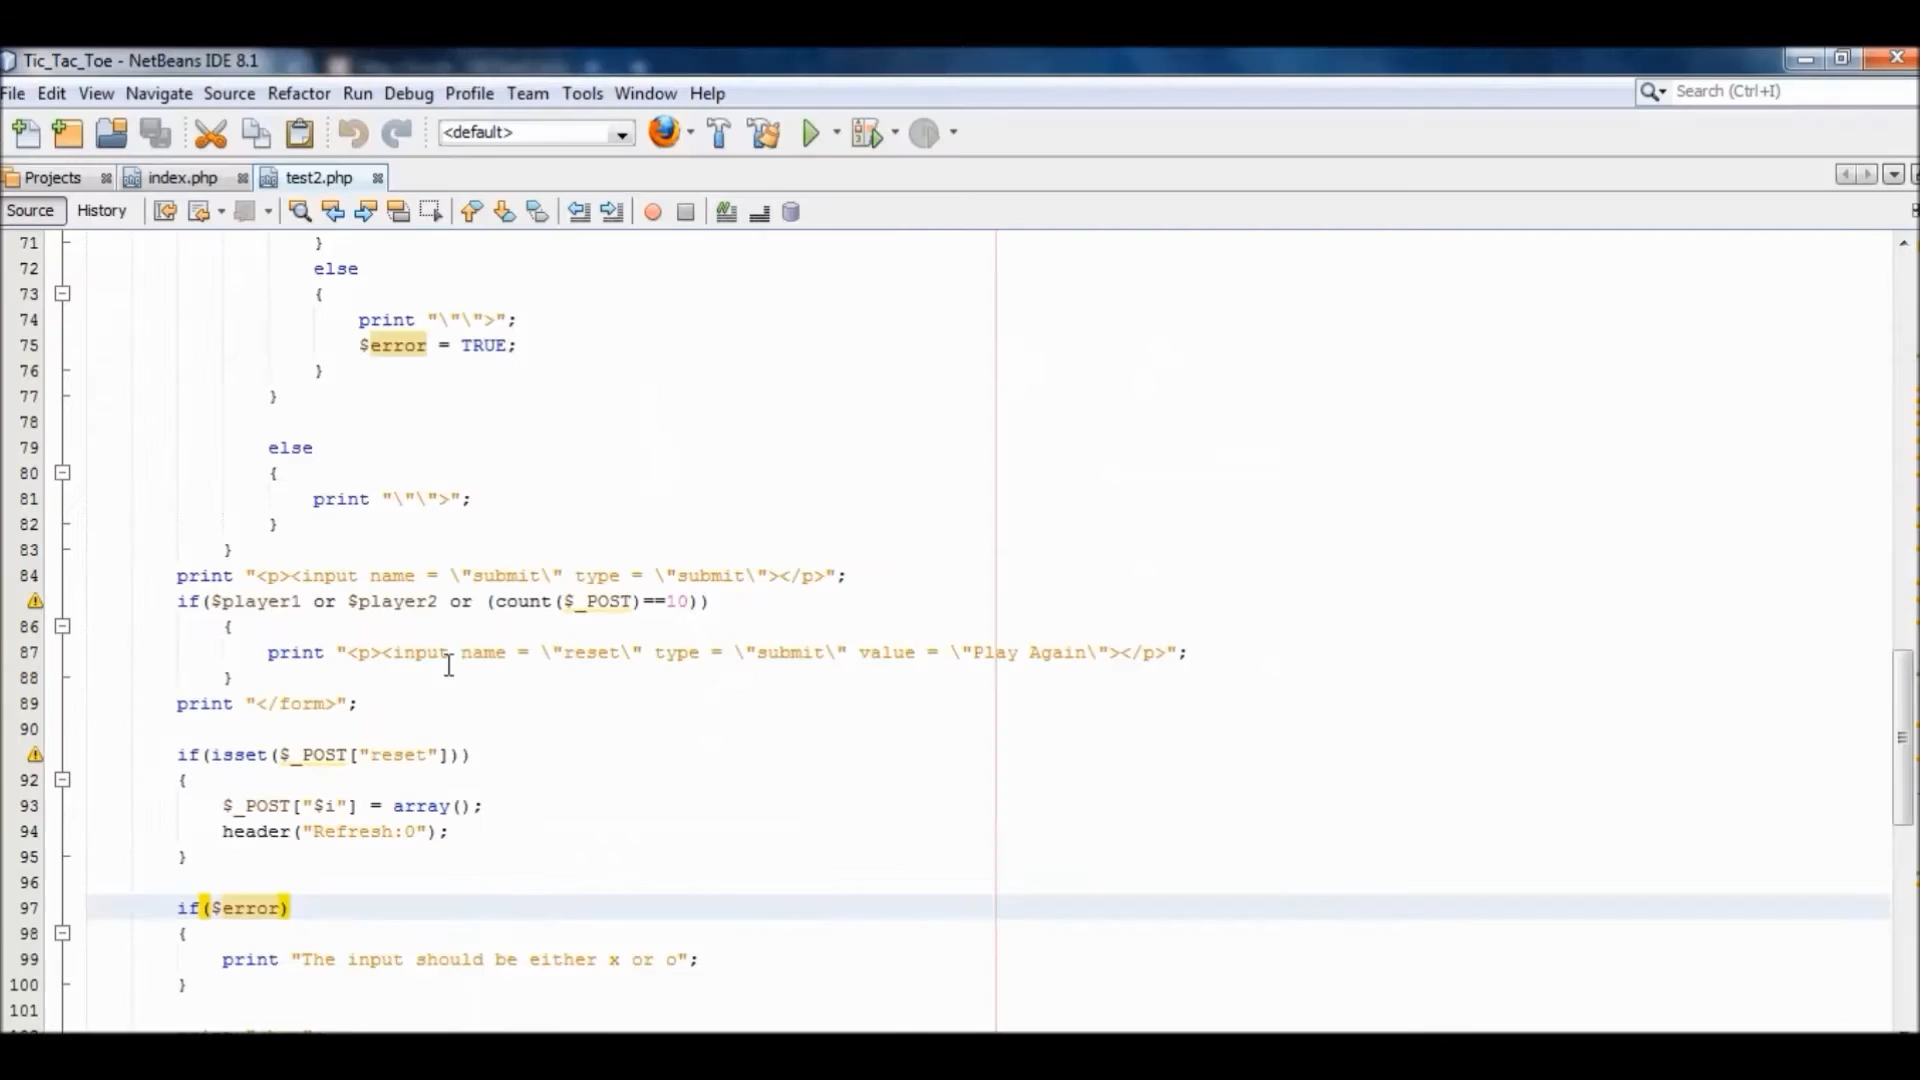 Tic_Tac_Toe - NetBeans IDE 8.1
File Edit View Navigate Source Refactor Run Debug Profile Team Tools Window Help
Search (Ctrl+I)
<default>
Projects index.php test2.php
Source History
71 }
72 else
73 {
74 print "\"\">";
75 $error = TRUE;
76 }
77 }
78
79 else
80 {
81 print "\"\">";
82 }
83 }
84 print "<p><input name = \"submit\" type = \"submit\"></p>";
if($player1 or $player2 or (count($_POST)==10))
86 {
87 print "<p><input name = \"reset\" type = \"submit\" value = \"Play Again\"></p>";
88 }
89 print "</form>";
90
if(isset($_POST["reset"]))
92 {
93 $_POST["$i"] = array();
94 header("Refresh:0");
95 }
96
97 if($error)
98 {
99 print "The input should be either x or o";
100 }
101